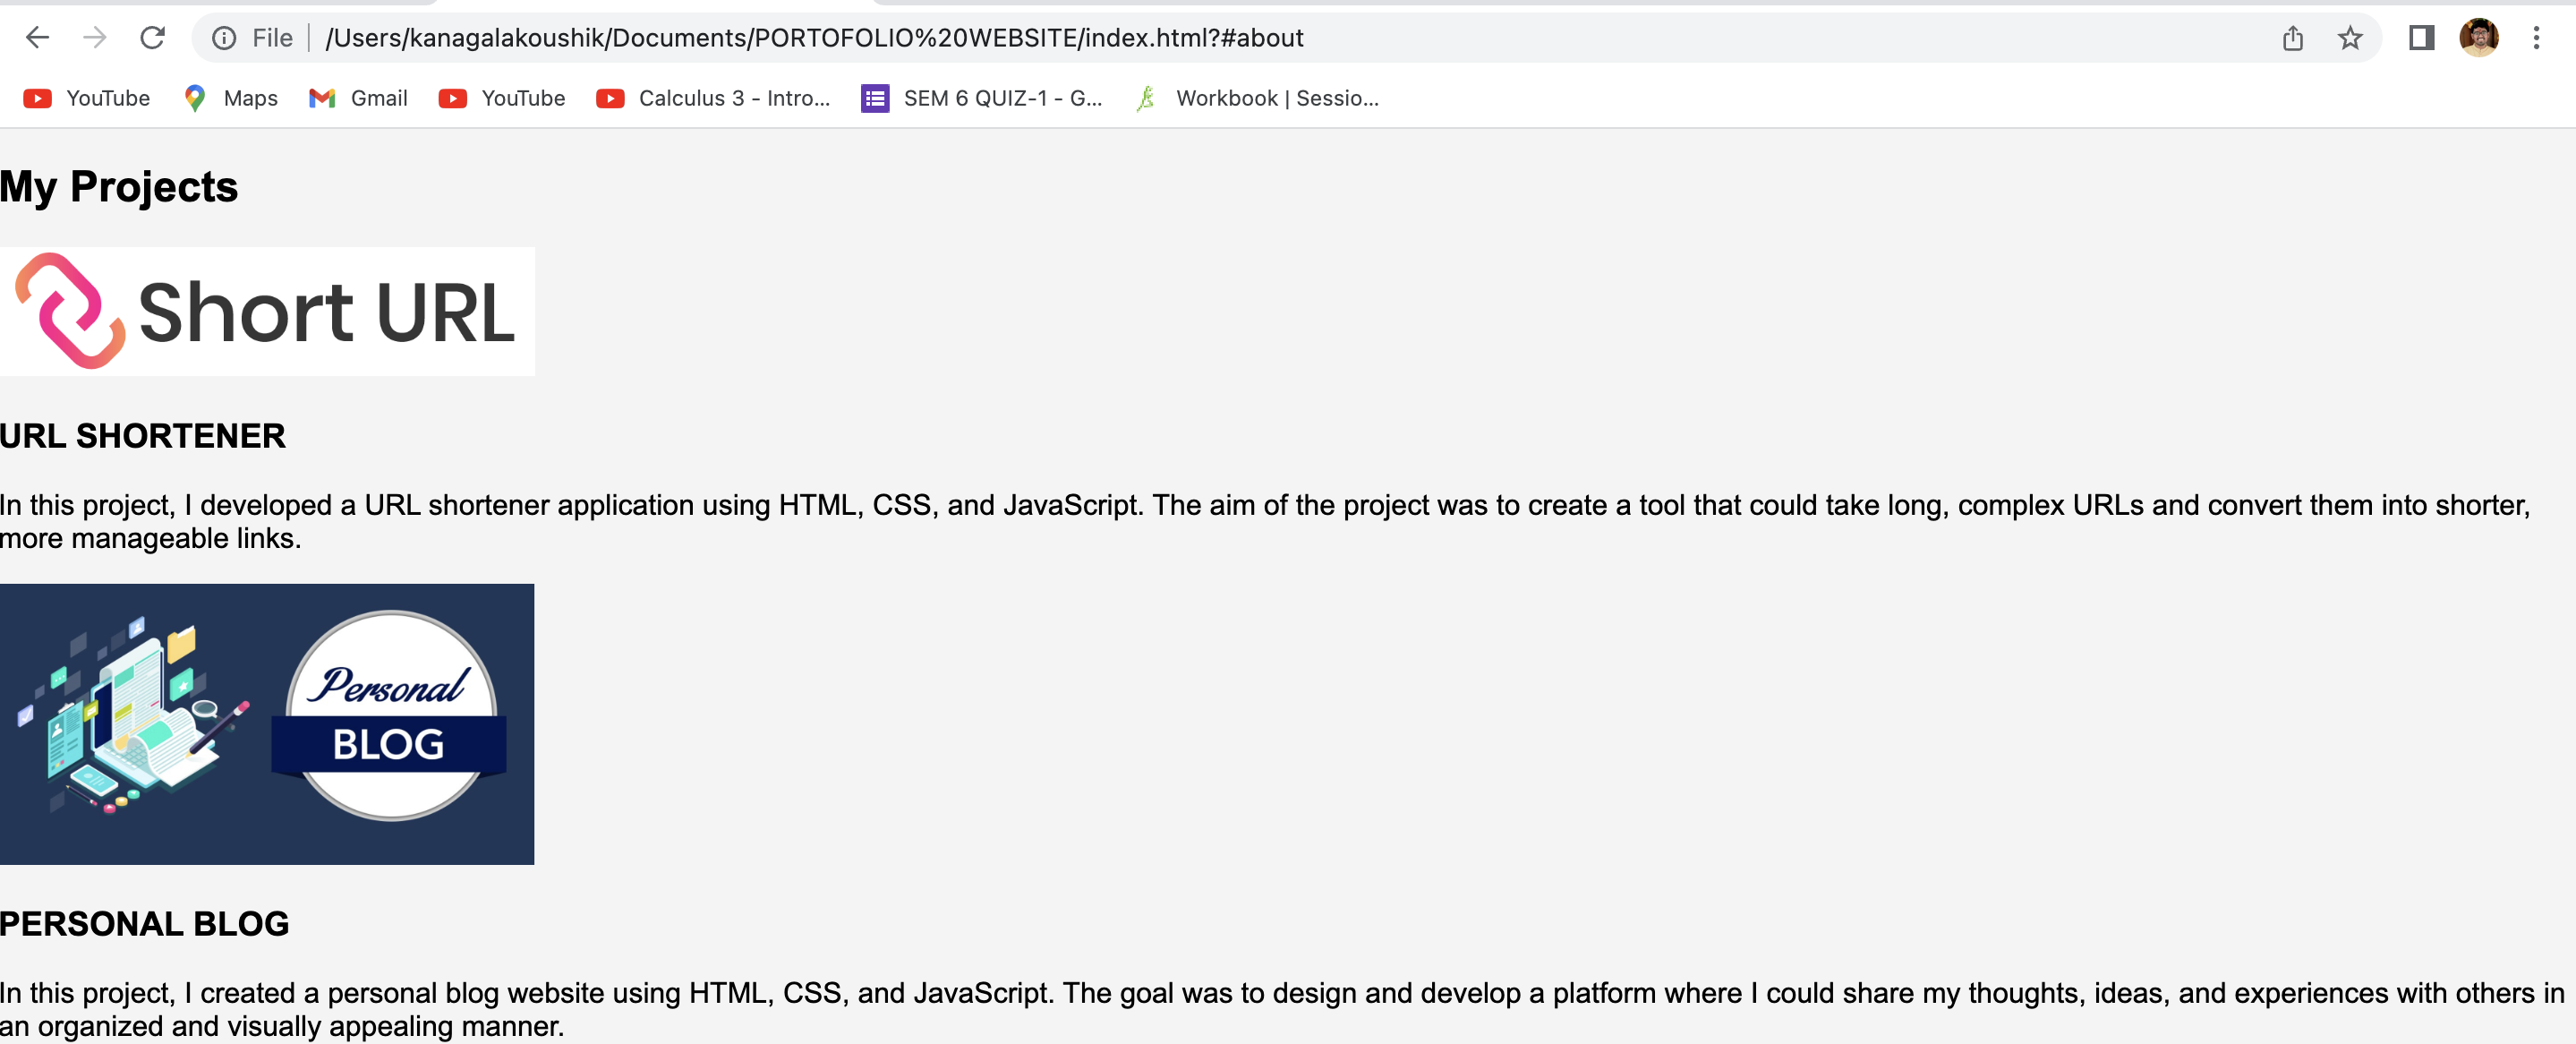 File | /Users/kanagalakoushik/Documents/PORTOFOLIO%20WEBSITE/index.html?#about
YouTube Maps Gmail YouTube Calculus 3 - Intro... SEM 6 QUIZ-1 - G... Workbook | Sessio...
My Projects
Short URL
URL SHORTENER
In this project, I developed a URL shortener application using HTML, CSS, and JavaScript. The aim of the project was to create a tool that could take long, complex URLs and convert them into shorter,
more manageable links.
Personal
BLOG
PERSONAL BLOG
In this project, I created a personal blog website using HTML, CSS, and JavaScript. The goal was to design and develop a platform where I could share my thoughts, ideas, and experiences with others in
an organized and visually appealing manner.